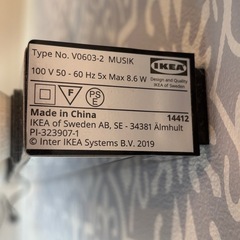 Type No. V0603-2 MUSIK
100 V 50 - 60 Hz 5x Max 8.6 W
IKEA
Design and Quality
IKEA of Sweden
F
PS
E
Made in China
14412
IKEA of Sweden AB, SE - 34381 Älmhult
PI-323907-1
© Inter IKEA Systems B.V. 2019